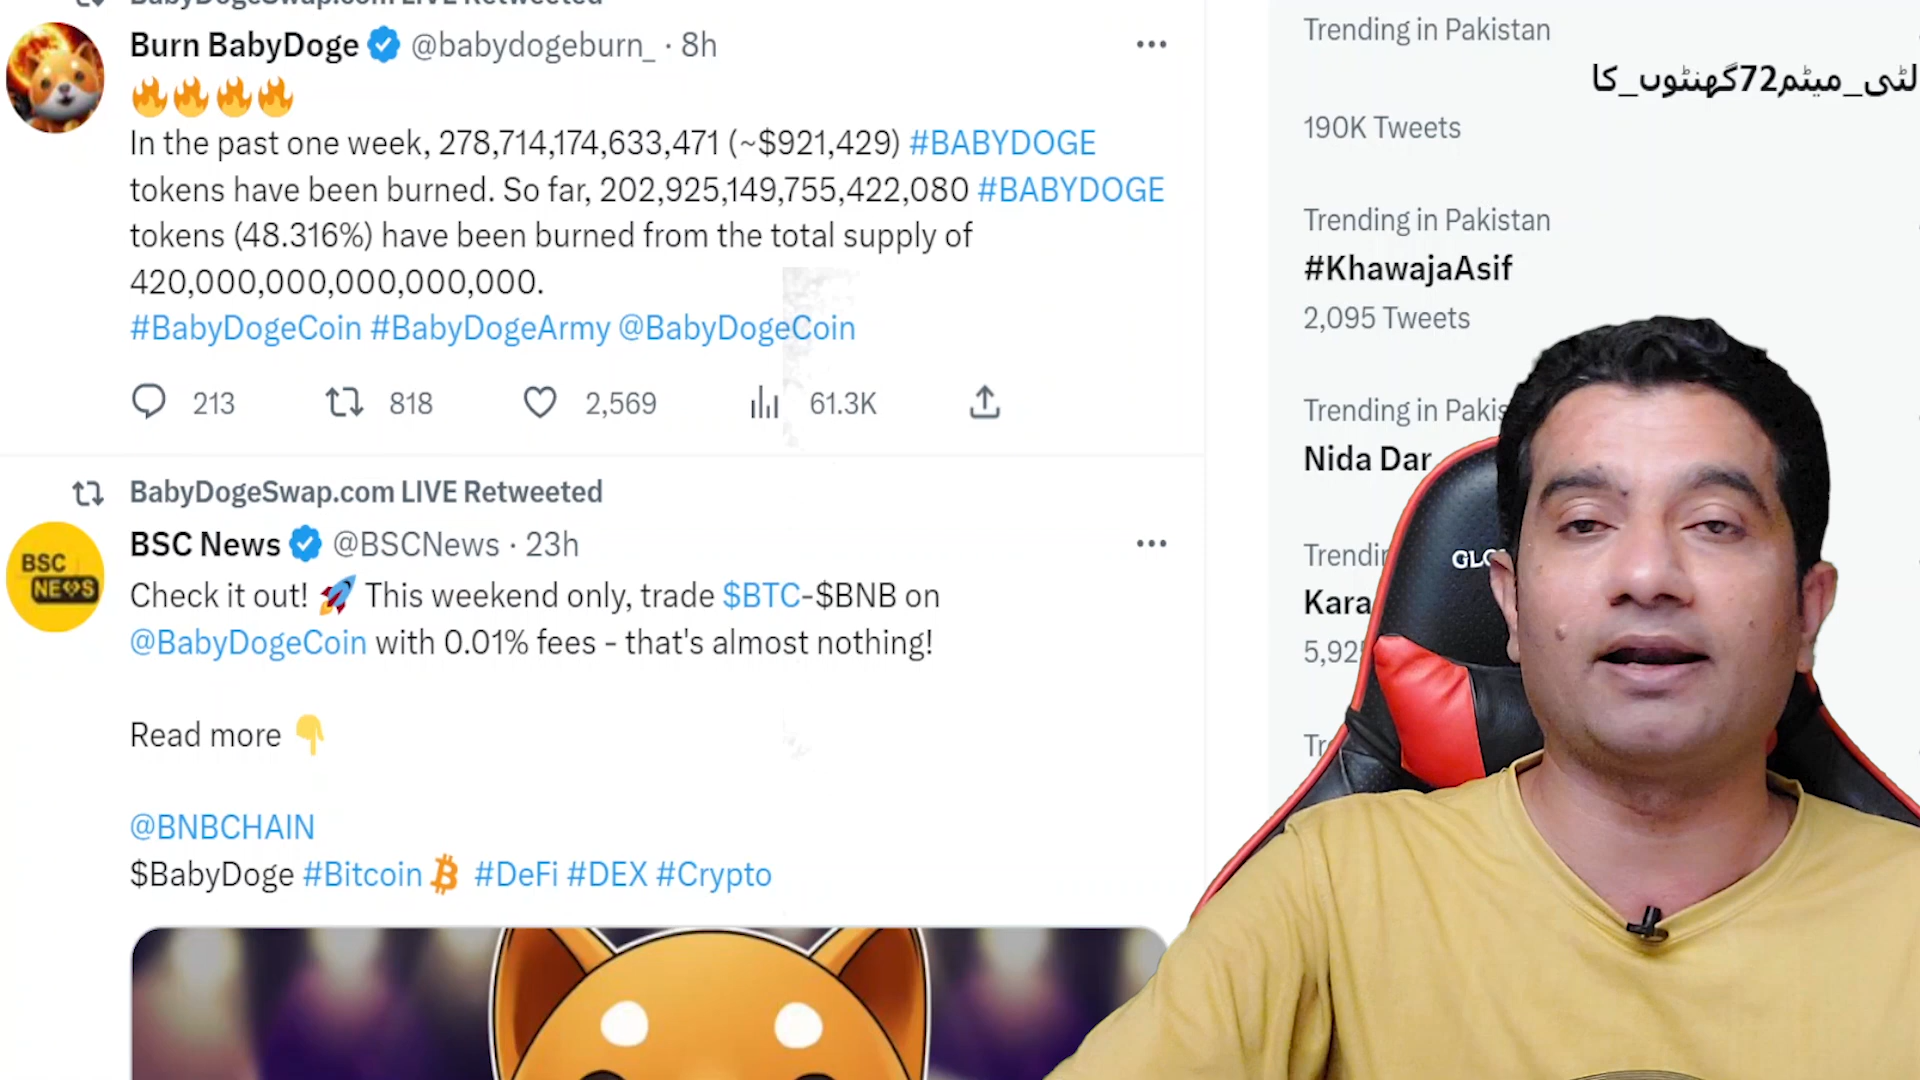 BabyDogeSwap.com LIVE Retweeted
Burn BabyDoge @babydogeburn_ · 8h
In the past one week, 278,714,174,633,471 (~$921,429) #BABYDOGE
tokens have been burned. So far, 202,925,149,755,422,080 #BABYDOGE
tokens (48.316%) have been burned from the total supply of
420,000,000,000,000,000.
#BabyDogeCoin #BabyDogeArmy @BabyDogeCoin
213 818 2,569 61.3K
BabyDogeSwap.com LIVE Retweeted
BSC NEWS
BSC News @BSCNews · 23h
Check it out! 🚀 This weekend only, trade $BTC-$BNB on
@BabyDogeCoin with 0.01% fees - that's almost nothing!
Read more 👇
@BNBCHAIN
$BabyDoge #Bitcoin #DeFi #DEX #Crypto
Trending in Pakistan
لٹی_میٹم72گھنٹوں_کا
190K Tweets
Trending in Pakistan
#KhawajaAsif
2,095 Tweets
Trending in Pakis
Nida Dar
Trendin
Kara
5,92
Tr
GLO